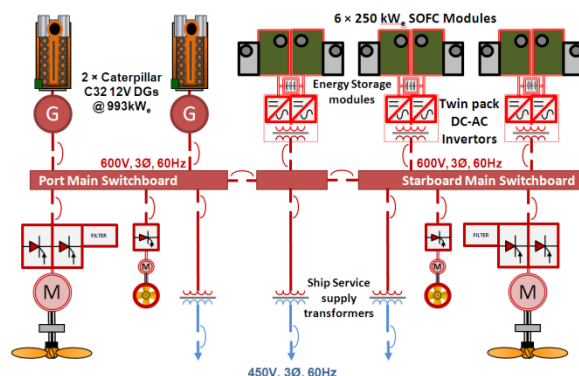 6 × 250 kWe SOFC Modules
2 × Caterpillar
C32 12V DGs
@ 993kWe
Energy Storage
modules
G
G
Twin pack
DC-AC
Invertors
600V, 3Ø, 60Hz
600V, 3Ø, 60Hz
Port Main Switchboard
Starboard Main Switchboard
FILTER
FILTER
M
M
M
M
Ship Service
supply
transformers
450V, 3Ø, 60Hz